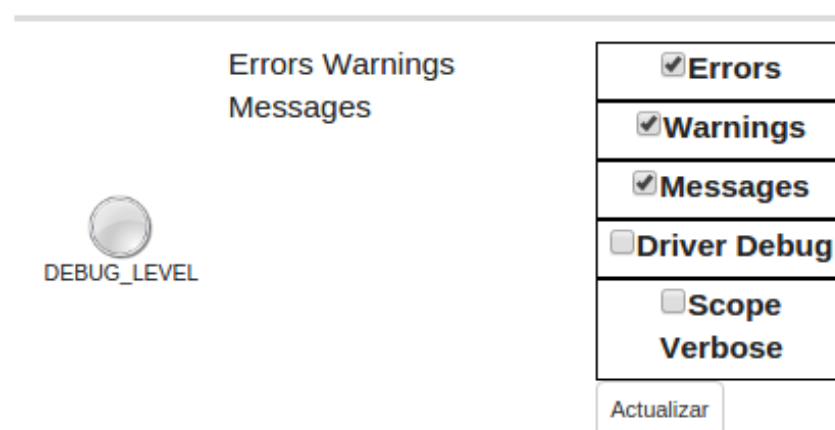 Errors Warnings
Messages
Errors
Warnings
Messages
DEBUG_LEVEL
Driver Debug
Scope
Verbose
Actualizar